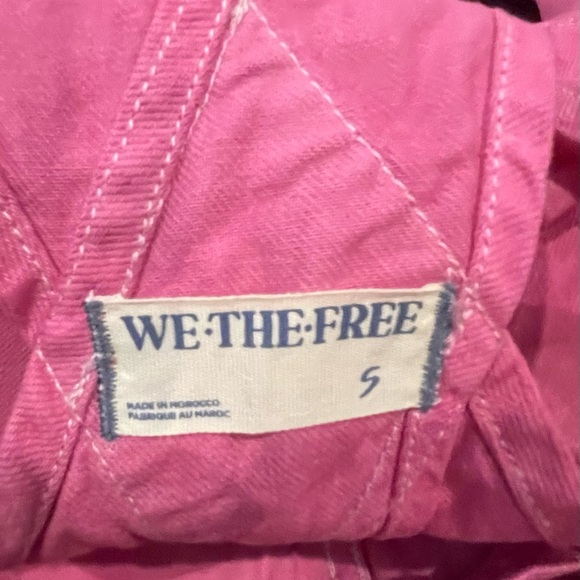 WE·THE·FREE
S
MADE IN MOROCCO
FABRIQUE AU MAROC